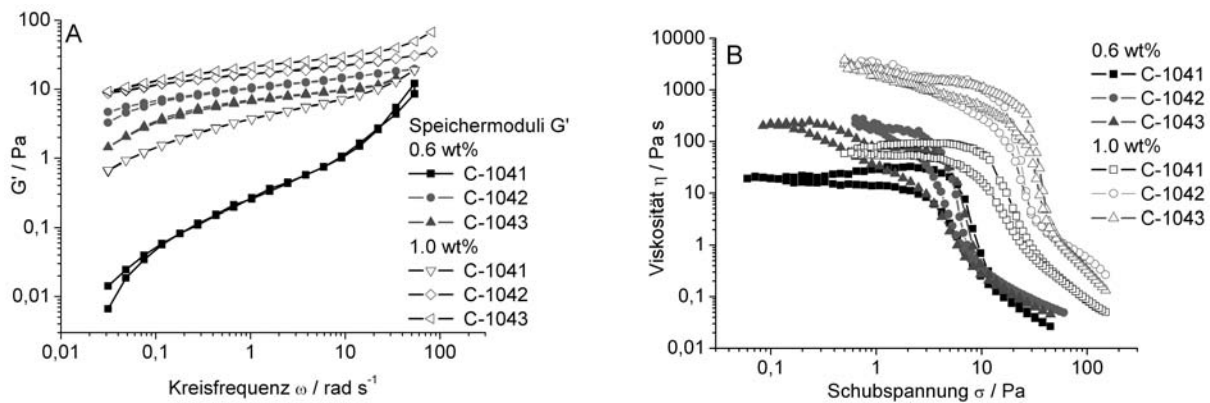 A
100
10
1
0,1
0,01
G' / Pa
0,01
0,1
1
10
100
Kreisfrequenz ω / rad s⁻¹
Speichermoduli G'
0.6 wt%
C-1041
C-1042
C-1043
1.0 wt%
C-1041
C-1042
C-1043
B
10000
1000
100
10
1
0,1
0,01
Viskosität η / Pa s
0,1
1
10
100
Schubspannung σ / Pa
0.6 wt%
C-1041
C-1042
C-1043
1.0 wt%
C-1041
C-1042
C-1043